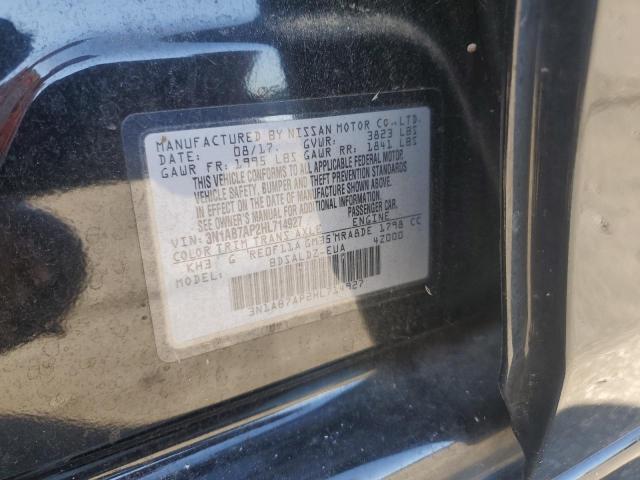 MANUFACTURED BY NISSAN MOTOR CO.,LTD.
DATE: 08/17. GVWR: 3823 LBS
GAWR FR: 1995 LBS GAWR RR: 1841 LBS
THIS VEHICLE CONFORMS TO ALL APPLICABLE FEDERAL MOTOR
VEHICLE SAFETY, BUMPER AND THEFT PREVENTION STANDARDS
IN EFFECT ON THE DATE OF MANUFACTURE SHOWN ABOVE.
SEE OWNER'S MANUAL FOR ADDITIONAL INFORMATION.
VIN: 3N1AB7AP2HL714927 PASSENGER CAR.
COLOR TRIM TRANS AXLE ENGINE
KH3 G RE0F11A GM35 MRA8DE 1798 CC
MODEL: BDSALDZ-EUA 42000
3N1AB7AP2HL714927